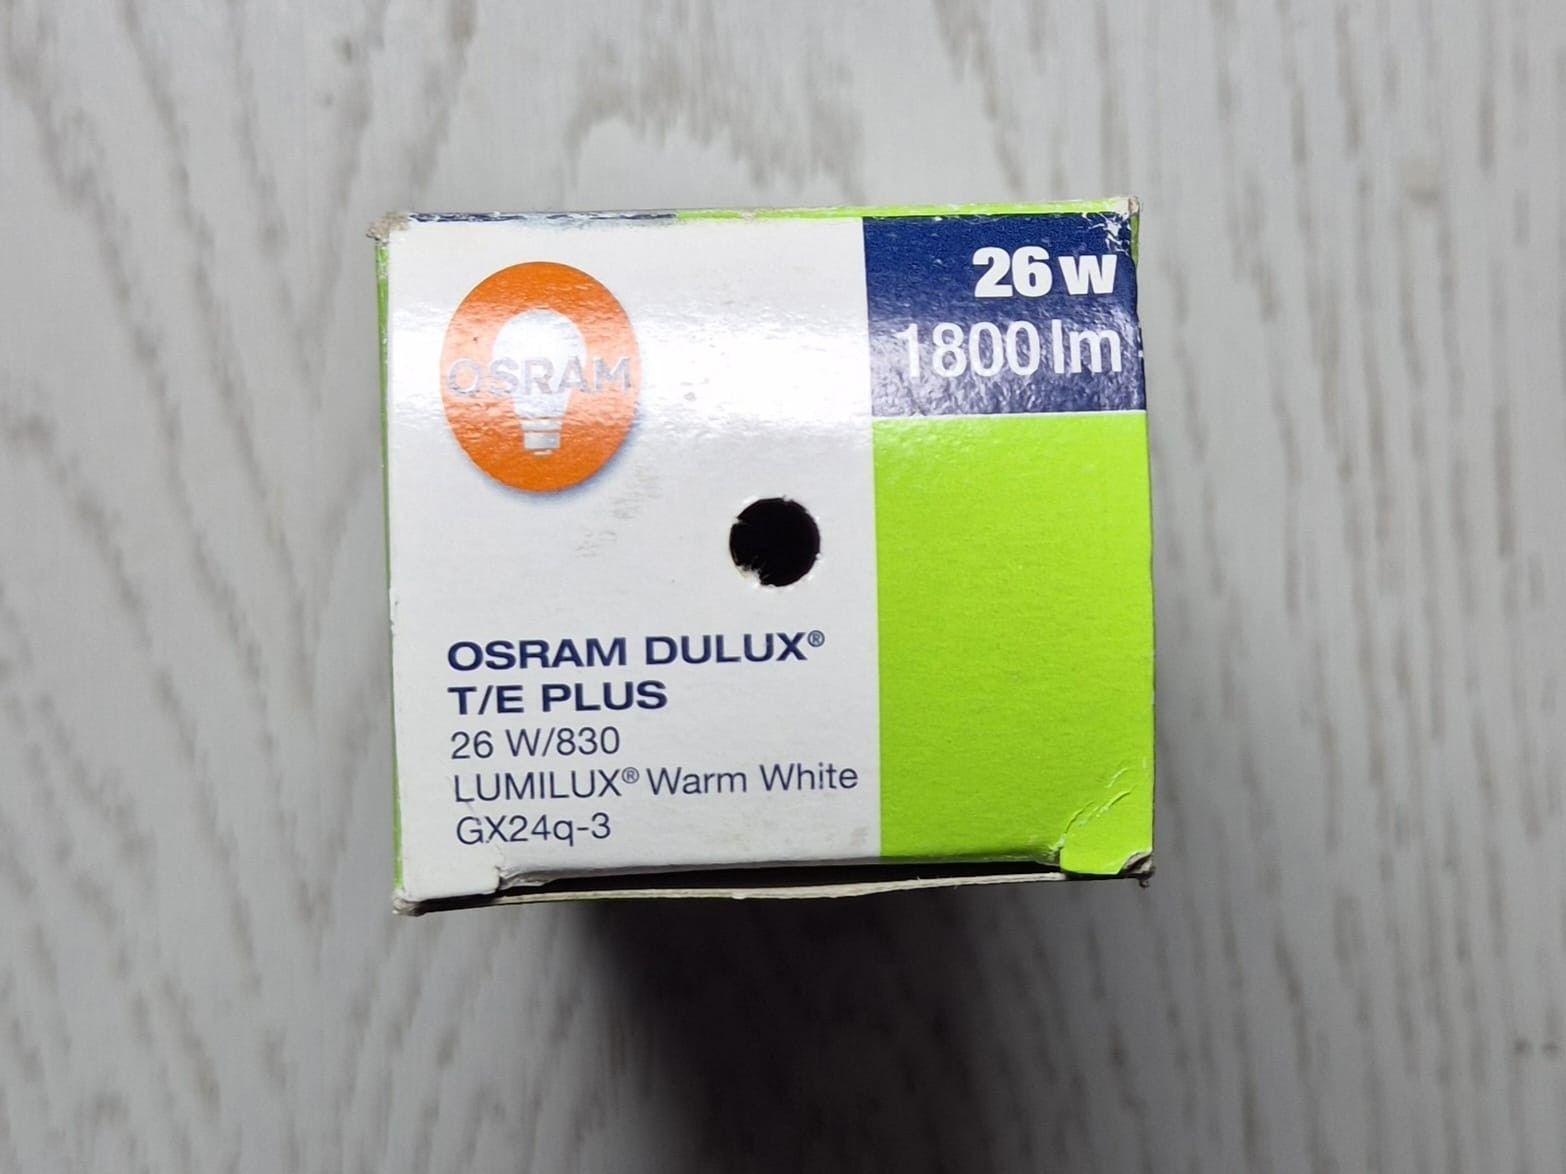 OSRAM
26 W
1800 lm
OSRAM DULUX®
T/E PLUS
26 W/830
LUMILUX® Warm White
GX24q-3